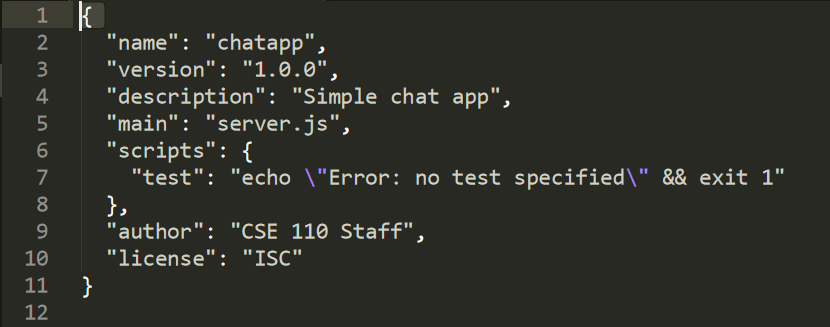 1 {
2   "name": "chatapp",
3   "version": "1.0.0",
4   "description": "Simple chat app",
5   "main": "server.js",
6   "scripts": {
7     "test": "echo \"Error: no test specified\" && exit 1"
8   },
9   "author": "CSE 110 Staff",
10   "license": "ISC"
11 }
12